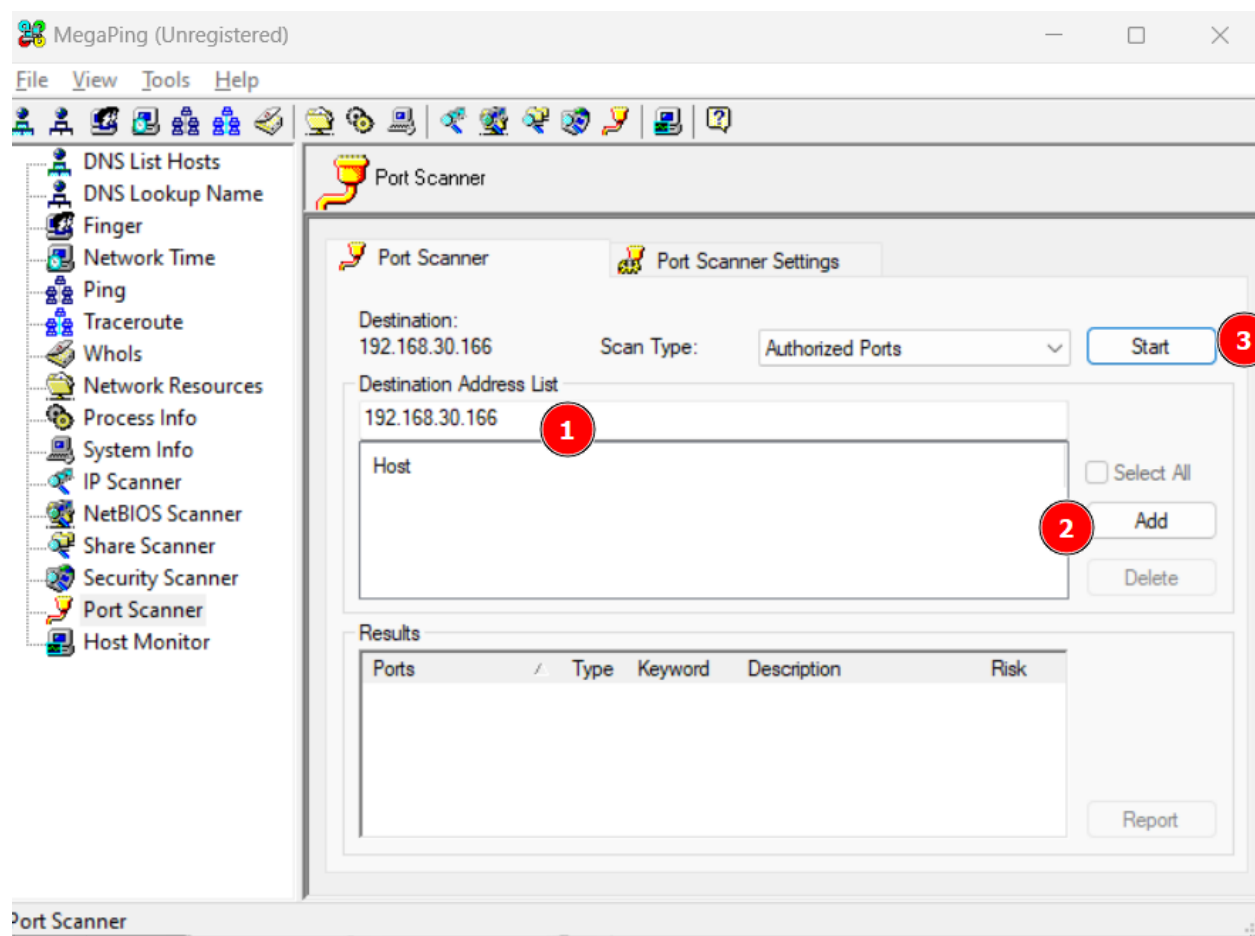 MegaPing (Unregistered)
File View Tools Help
DNS List Hosts
DNS Lookup Name
Finger
Network Time
Ping
Traceroute
WhoIs
Network Resources
Process Info
System Info
IP Scanner
NetBIOS Scanner
Share Scanner
Security Scanner
Port Scanner
Host Monitor
Port Scanner
Port Scanner Port Scanner Settings
Destination:
192.168.30.166 Scan Type: Authorized Ports Start 3
Destination Address List
192.168.30.166 1
Host
Select All
2 Add
Delete
Results
Ports Type Keyword Description Risk
Report
Port Scanner